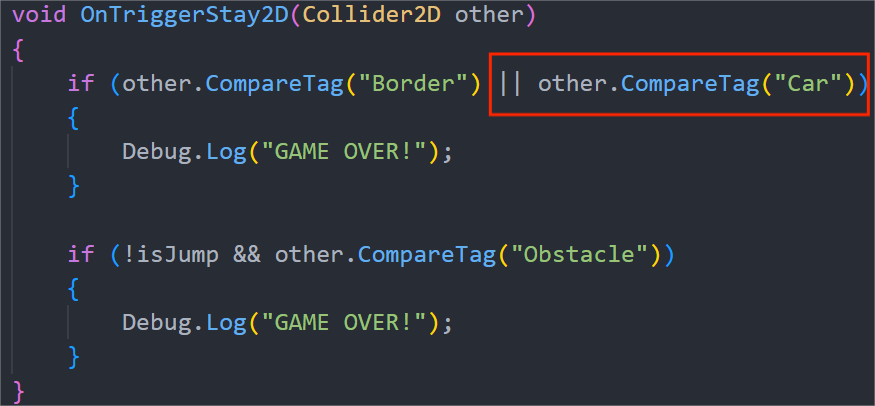 void OnTriggerStay2D(Collider2D other)
{
if (other.CompareTag("Border") || other.CompareTag("Car"))
{
Debug.Log("GAME OVER!");
}
if (!isJump && other.CompareTag("Obstacle"))
{
Debug.Log("GAME OVER!");
}
}